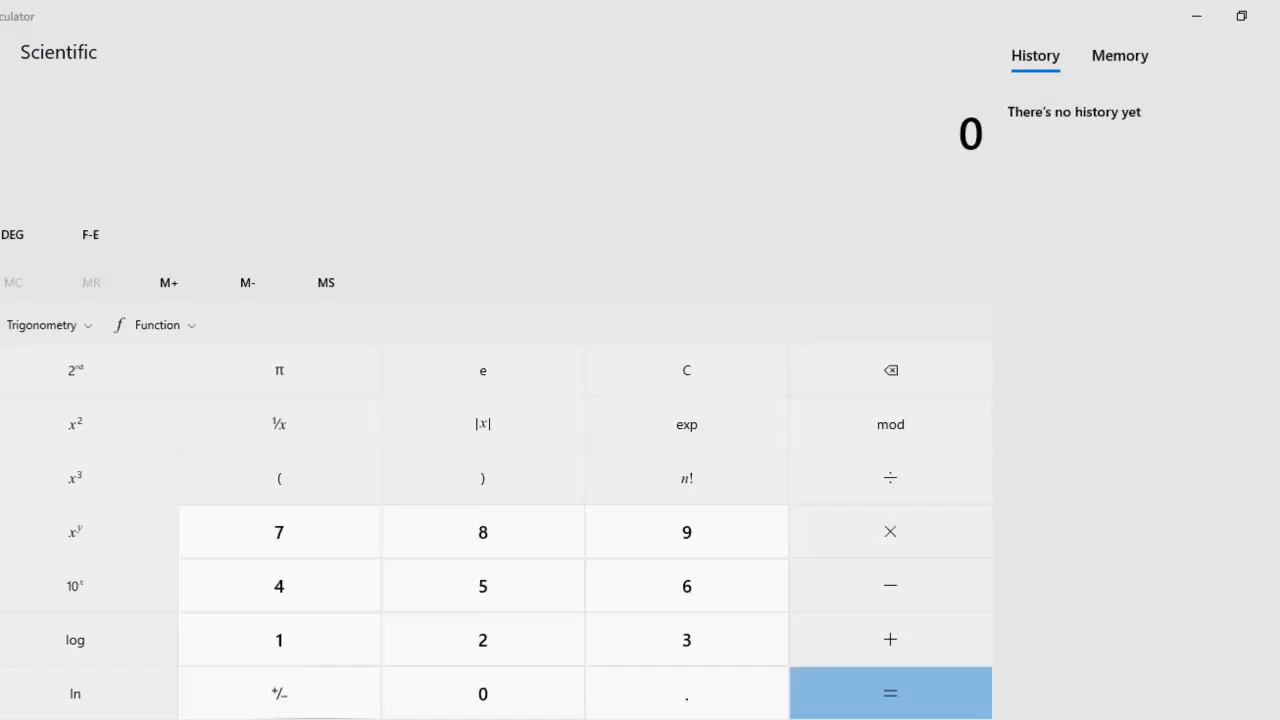 culator
Scientific
History Memory
There's no history yet
0
DEG F-E
MC MR M+ M- MS
Trigonometry f Function
2ⁿᵈ π e C
x² ¹/x |x| exp mod
x³ ( ) n! ÷
xʸ 7 8 9 ×
10ˣ 4 5 6 −
log 1 2 3 +
ln +/− 0 . =